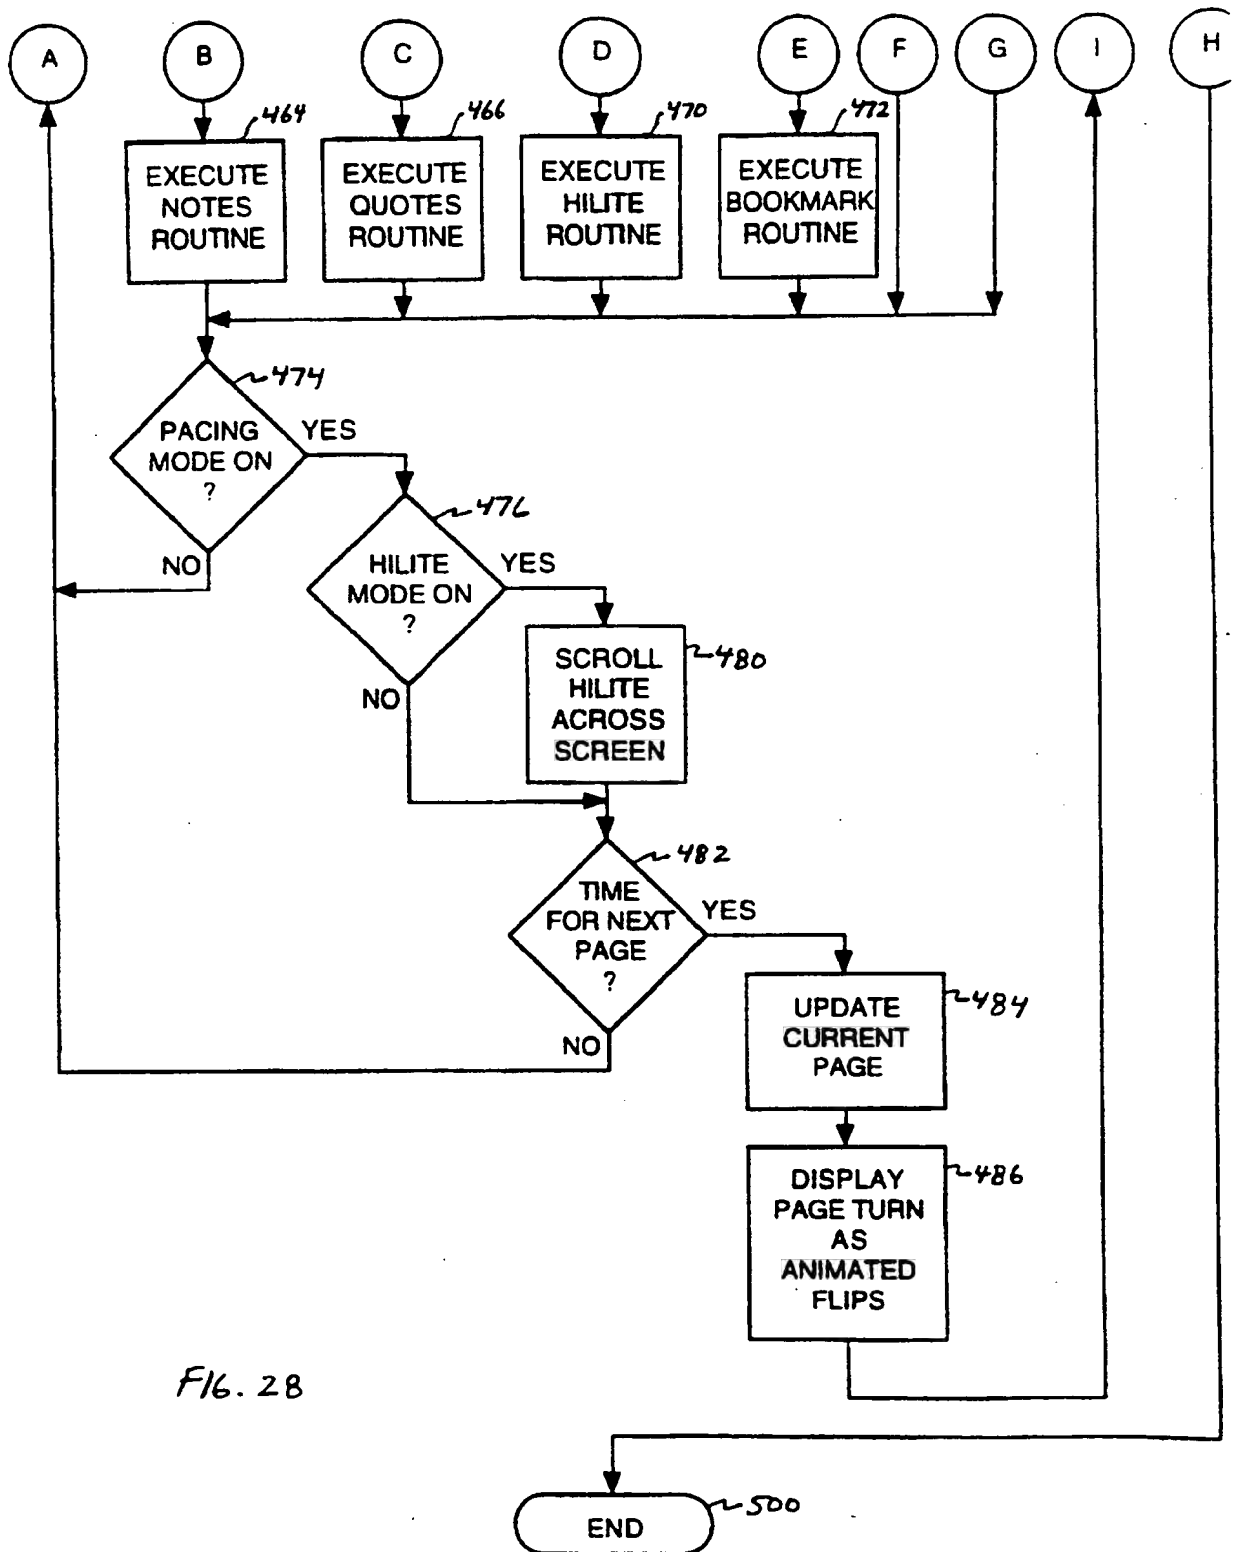 A
B
C
D
E
F
G
I
H
464
466
470
472
EXECUTE
NOTES
ROUTINE
EXECUTE
QUOTES
ROUTINE
EXECUTE
HILITE
ROUTINE
EXECUTE
BOOKMARK
ROUTINE
474
PACING
MODE ON
?
YES
NO
476
HILITE
MODE ON
?
YES
NO
480
SCROLL
HILITE
ACROSS
SCREEN
482
TIME
FOR NEXT
PAGE
?
YES
NO
484
UPDATE
CURRENT
PAGE
486
DISPLAY
PAGE TURN
AS
ANIMATED
FLIPS
FIG. 28
500
END